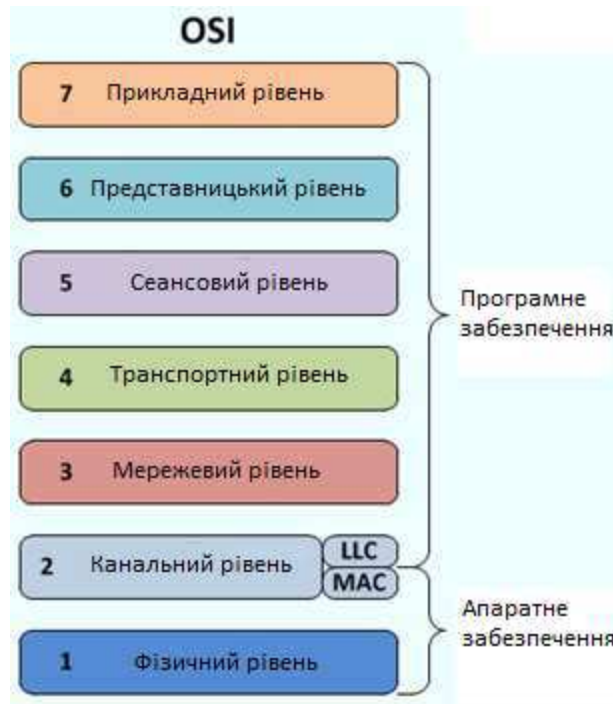 OSI
7 Прикладний рівень
6 Представницький рівень
5 Сеансовий рівень
Програмне
забезпечення
4 Транспортний рівень
3 Мережевий рівень
2 Канальний рівень
LLC
MAC
Апаратне
забезпечення
1 Фізичний рівень